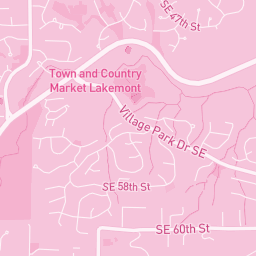 SE 47th St
Town and Country
Market Lakemont
Village Park Dr SE
SE 58th St
SE 60th St